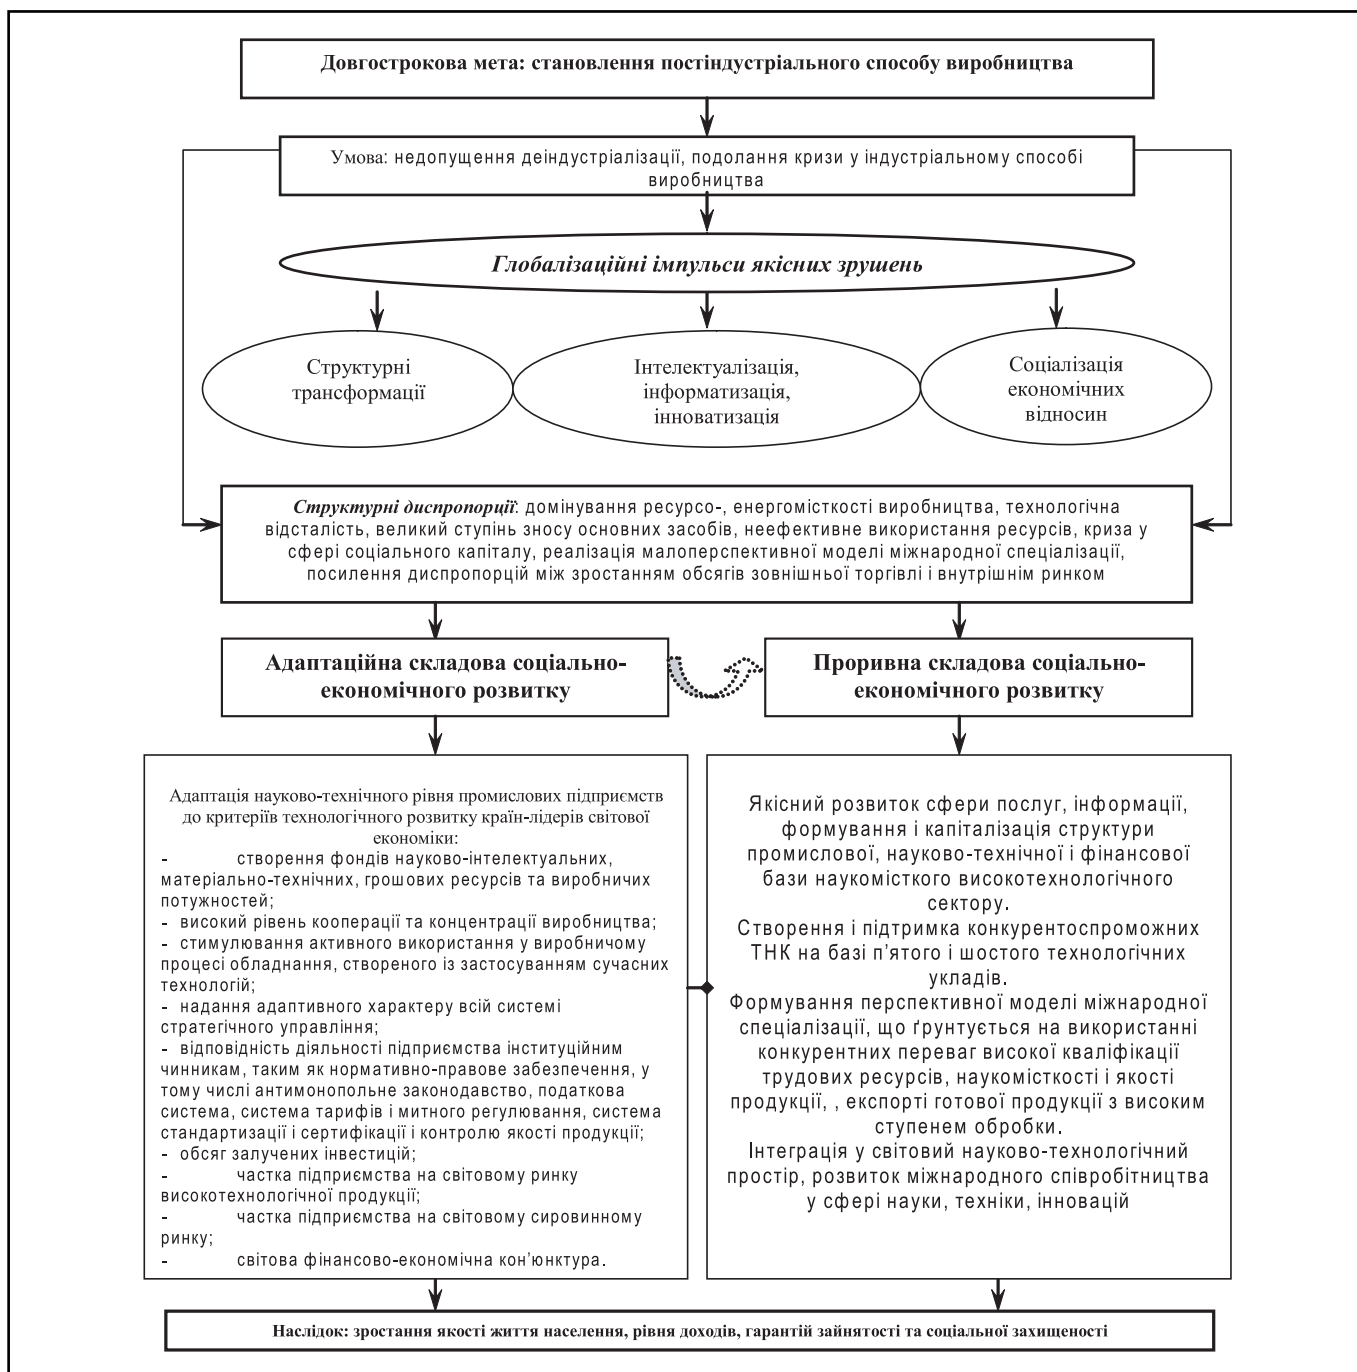 Довгострокова мета: становлення постіндустріального способу виробництва
Умова: недопущення деіндустріалізації, подолання кризи у індустріальному способі
виробництва
Глобалізаційні імпульси якісних зрушень
Структурні
трансформації
Інтелектуалізація,
інформатизація,
інноватизація
Соціалізація
економічних
відносин
Структурні диспропорції: домінування ресурсо-, енергомісткості виробництва, технологічна
відсталість, великий ступінь зносу основних засобів, неефективне використання ресурсів, криза у
сфері соціального капіталу, реалізація малоперспективної моделі міжнародної спеціалізації,
посилення диспропорцій між зростанням обсягів зовнішньої торгівлі і внутрішнім ринком
Адаптаційна складова соціально-
економічного розвитку
Проривна складова соціально-
економічного розвитку
Адаптація науково-технічного рівня промислових підприємств
до критеріїв технологічного розвитку країн-лідерів світової
економіки:
- створення фондів науково-інтелектуальних,
матеріально-технічних, грошових ресурсів та виробничих
потужностей;
- високий рівень кооперації та концентрації виробництва;
- стимулювання активного використання у виробничому
процесі обладнання, створеного із застосуванням сучасних
технологій;
- надання адаптивного характеру всій системі
стратегічного управління;
- відповідність діяльності підприємства інституційним
чинникам, таким як нормативно-правове забезпечення, у
тому числі антимонопольне законодавство, податкова
система, система тарифів і митного регулювання, система
стандартизації і сертифікації і контролю якості продукції;
- обсяг залучених інвестицій;
- частка підприємства на світовому ринку
високотехнологічної продукції;
- частка підприємства на світовому сировинному
ринку;
- світова фінансово-економічна кон’юнктура.
Якісний розвиток сфери послуг, інформації,
формування і капіталізація структури
промислової, науково-технічної і фінансової
бази наукомісткого високотехнологічного
сектору.
Створення і підтримка конкурентоспроможних
ТНК на базі п’ятого і шостого технологічних
укладів.
Формування перспективної моделі міжнародної
спеціалізації, що ґрунтується на використанні
конкурентних переваг високої кваліфікації
трудових ресурсів, наукомісткості і якості
продукції, , експорті готової продукції з високим
ступенем обробки.
Інтеграція у світовий науково-технологічний
простір, розвиток міжнародного співробітництва
у сфері науки, техніки, інновацій
Наслідок: зростання якості життя населення, рівня доходів, гарантій зайнятості та соціальної захищеності